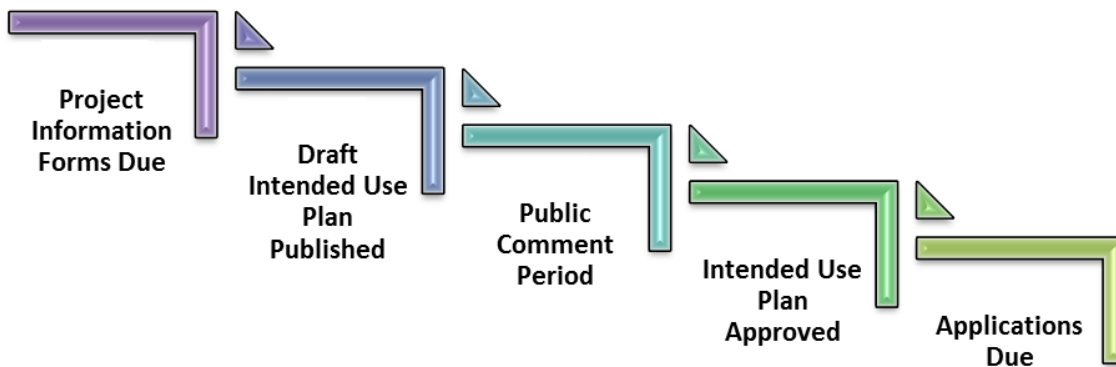 Project
Information
Forms Due
Draft
Intended Use
Plan
Published
Public
Comment
Period
Intended Use
Plan
Approved
Applications
Due